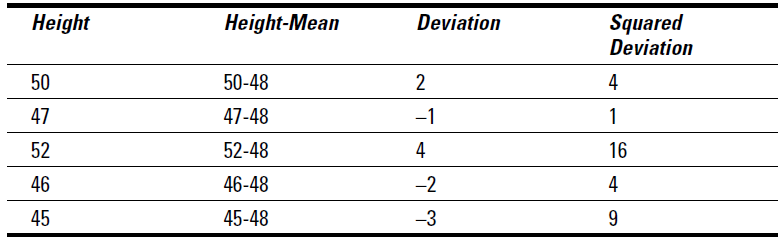 Height Height-Mean Deviation Squared
Deviation
50 50-48 2 4
47 47-48 –1 1
52 52-48 4 16
46 46-48 –2 4
45 45-48 –3 9